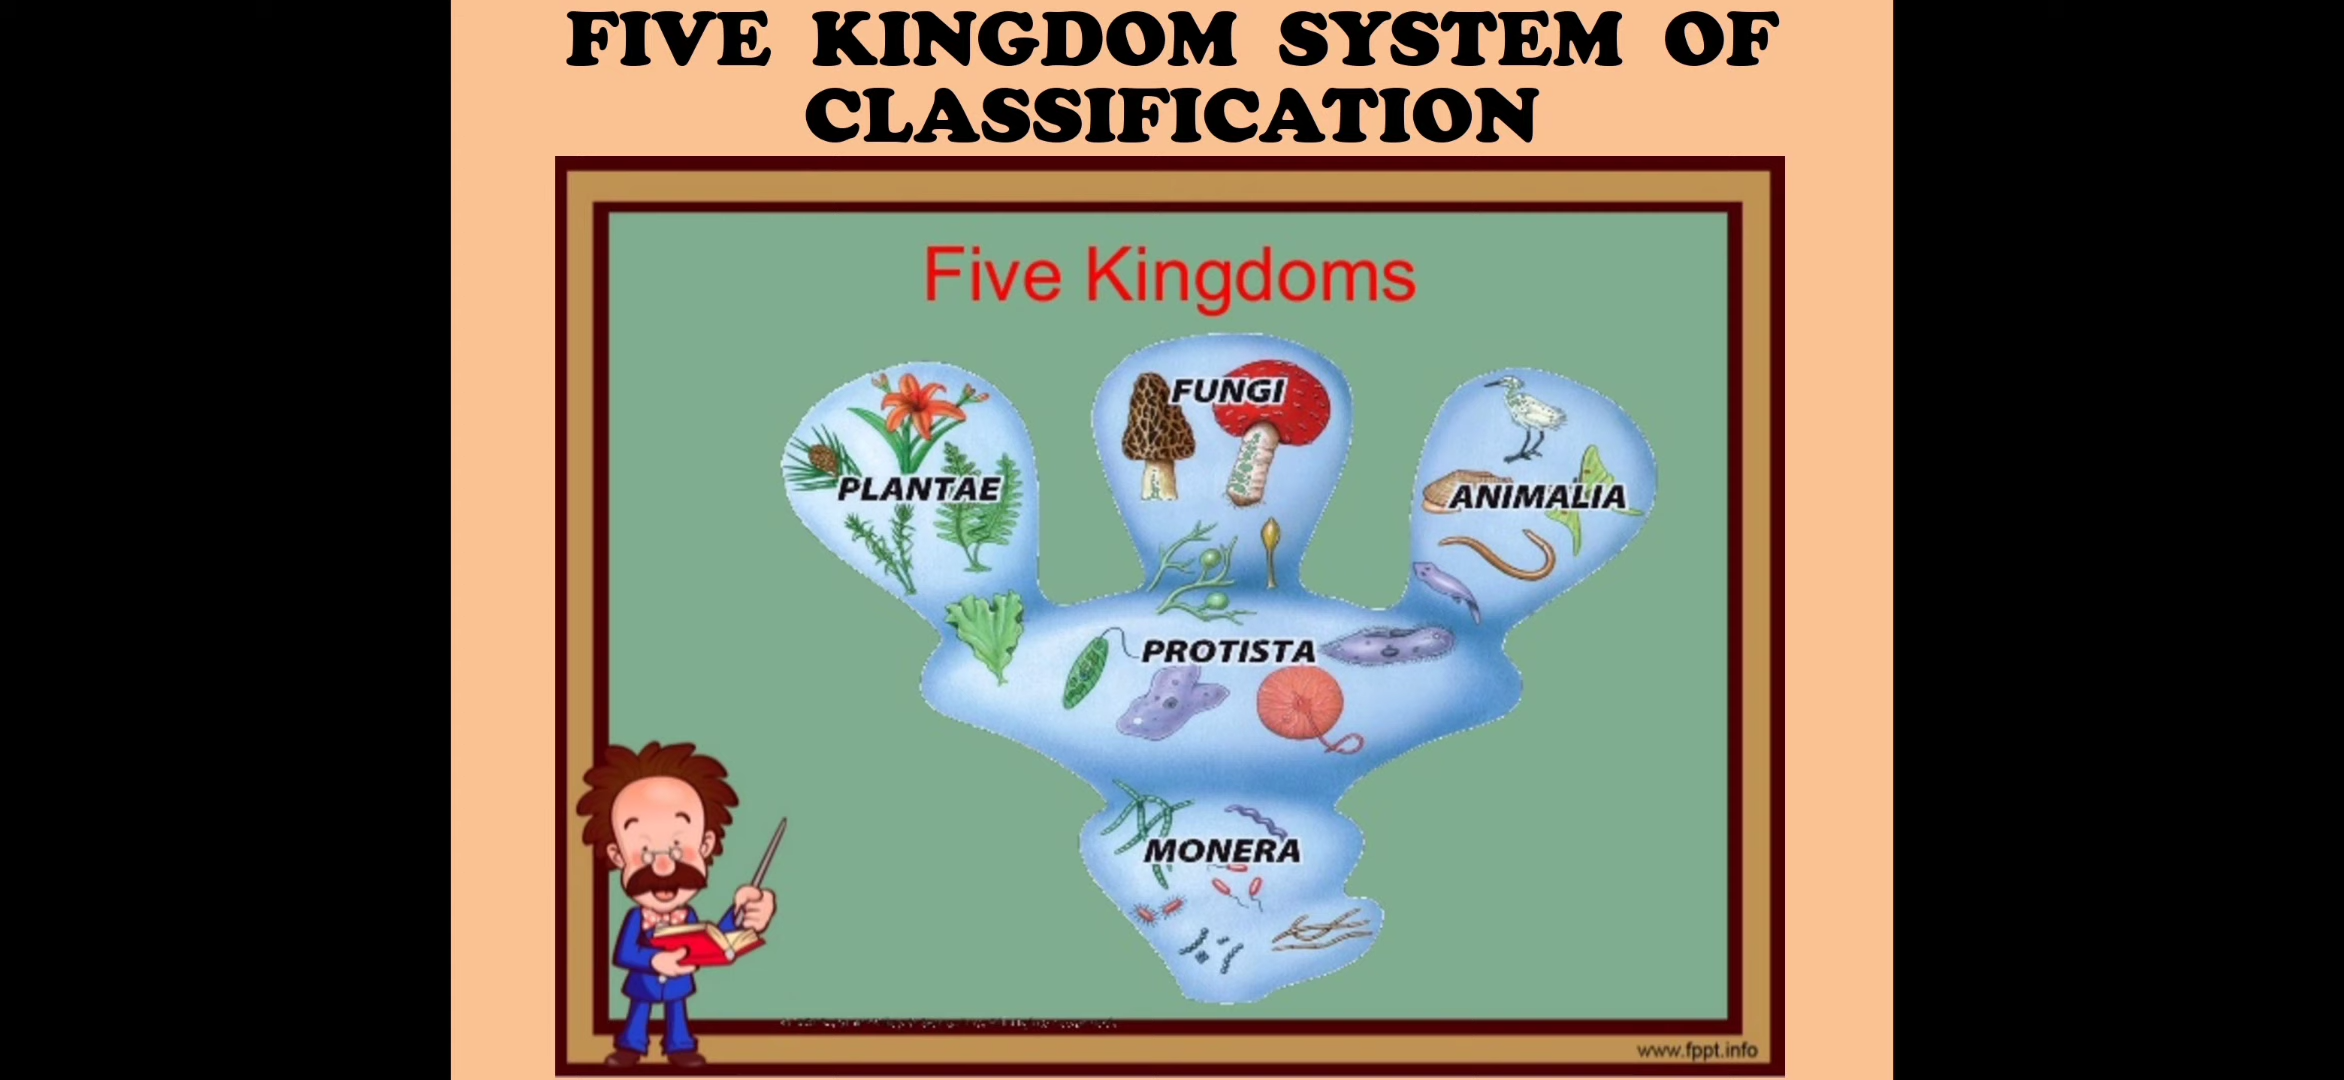 FIVE KINGDOM SYSTEM OF
CLASSIFICATION
Five Kingdoms
FUNGI
PLANTAE
ANIMALIA
PROTISTA
MONERA
www.fppt.info